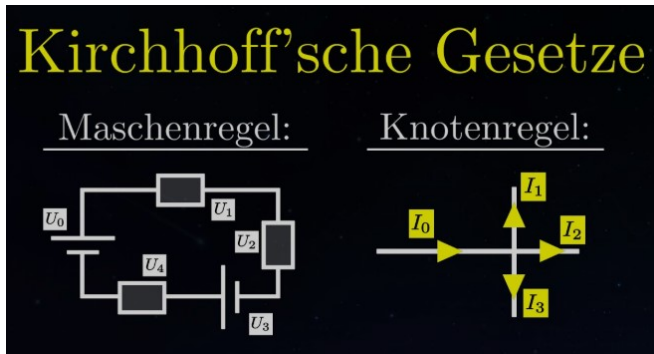 Kirchhoff'sche Gesetze
Maschenregel:
Knotenregel:
U₀
U₁
U₂
U₄
U₃
I₀
I₁
I₂
I₃